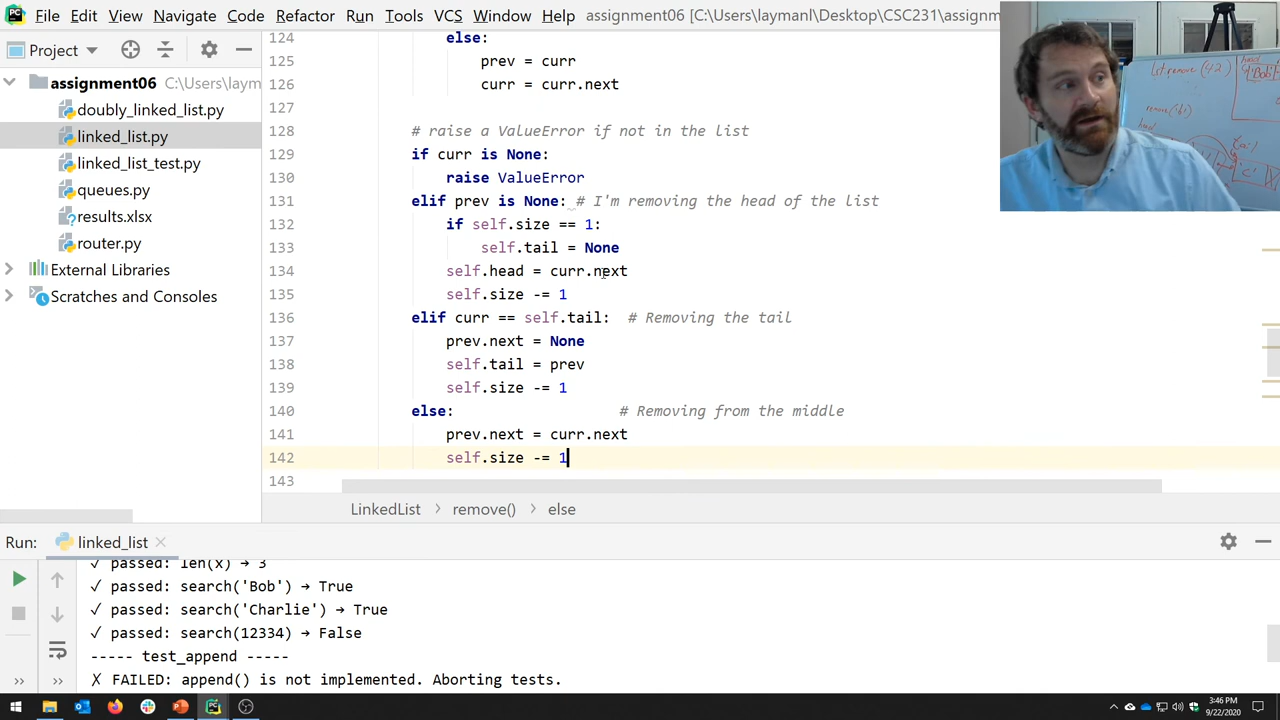 File Edit View Navigate Code Refactor Run Tools VCS Window Help assignment06 [C:\Users\laymanl\Desktop\CSC231\assignm
Project
assignment06 C:\Users\laym
doubly_linked_list.py
linked_list.py
linked_list_test.py
queues.py
results.xlsx
router.py
External Libraries
Scratches and Consoles
124 else:
125 prev = curr
126 curr = curr.next
127
128 # raise a ValueError if not in the list
129 if curr is None:
130 raise ValueError
131 elif prev is None: # I'm removing the head of the list
132 if self.size == 1:
133 self.tail = None
134 self.head = curr.next
135 self.size -= 1
136 elif curr == self.tail: # Removing the tail
137 prev.next = None
138 self.tail = prev
139 self.size -= 1
140 else: # Removing from the middle
141 prev.next = curr.next
142 self.size -= 1
143
LinkedList > remove() > else
list.remove(42)
head
'Bob'
head
'C'
Run: linked_list
✓ passed: len(x) → 3
✓ passed: search('Bob') → True
✓ passed: search('Charlie') → True
✓ passed: search(12334) → False
----- test_append -----
✗ FAILED: append() is not implemented. Aborting tests.
3:46 PM
9/22/2020